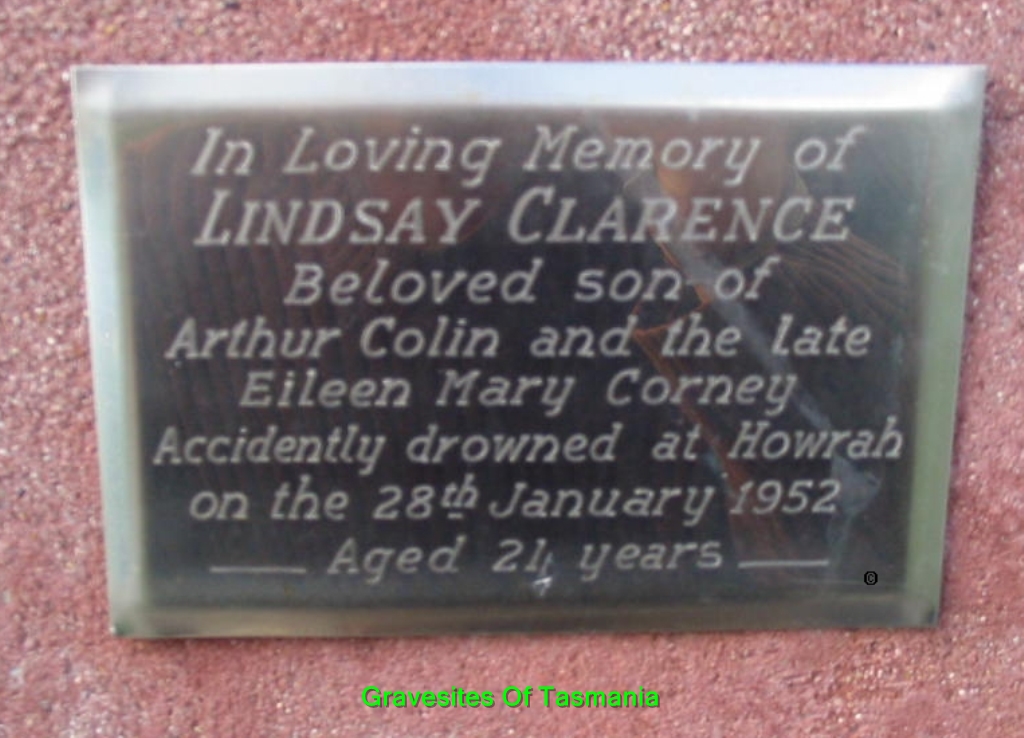 In Loving Memory of
LINDSAY CLARENCE
Beloved son of
Arthur Colin and the late
Eileen Mary Corney
Accidently drowned at Howrah
on the 28th January 1952
Aged 24 years
©
Gravesites Of Tasmania